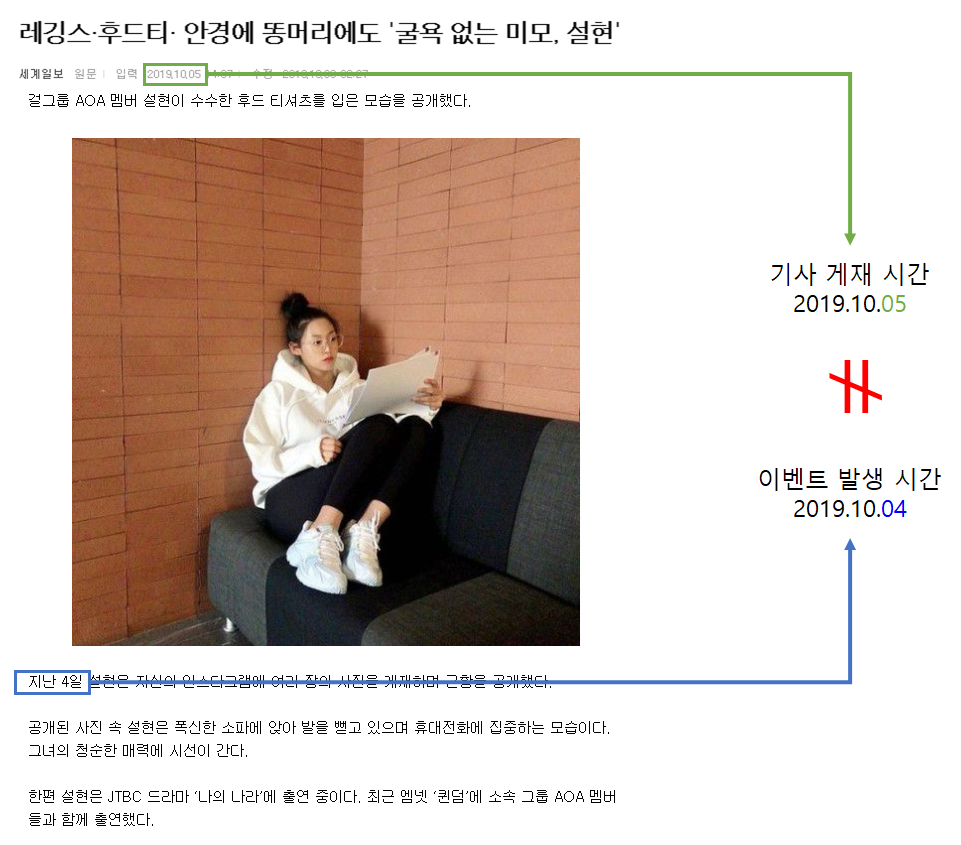 레깅스·후드티· 안경에 똥머리에도 '굴욕 없는 미모, 설현'
세계일보 원문 입력 2019.10.05 수정
걸그룹 AOA 멤버 설현이 수수한 후드 티셔츠를 입은 모습을 공개했다.
기사 게재 시간
2019.10.05
이벤트 발생 시간
2019.10.04
지난 4일 설현은 자신의 인스타그램에 여러 장의 사진을 게재하며 근황을 공개했다.
공개된 사진 속 설현은 폭신한 소파에 앉아 발을 뻗고 있으며 휴대전화에 집중하는 모습이다.
그녀의 청순한 매력에 시선이 간다.
한편 설현은 JTBC 드라마 ‘나의 나라’에 출연 중이다. 최근 엠넷 ‘퀸덤’에 소속 그룹 AOA 멤버
들과 함께 출연했다.